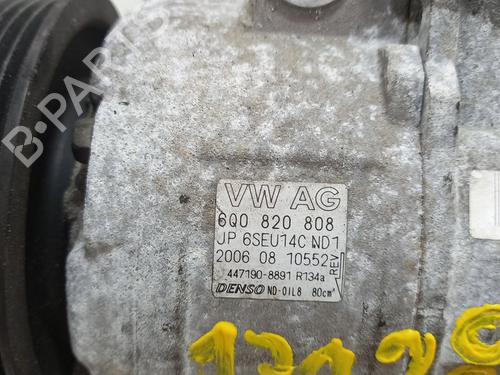 B-PARTS
VW AG
6Q0 820 808
JP 6SEU14C ND1
2006 08 10552
REV
447190-8891 R134a
DENSO ND-OIL8 80cm³